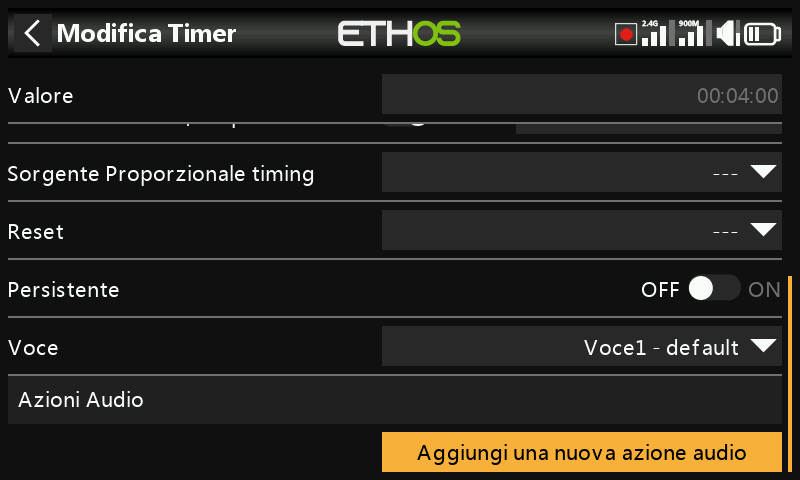 Modifica Timer
ETHOS
2.4G
900M
Valore
00:04:00
Sorgente Proporzionale timing
---
Reset
---
Persistente
OFF
ON
Voce
Voce1 - default
Azioni Audio
Aggiungi una nuova azione audio